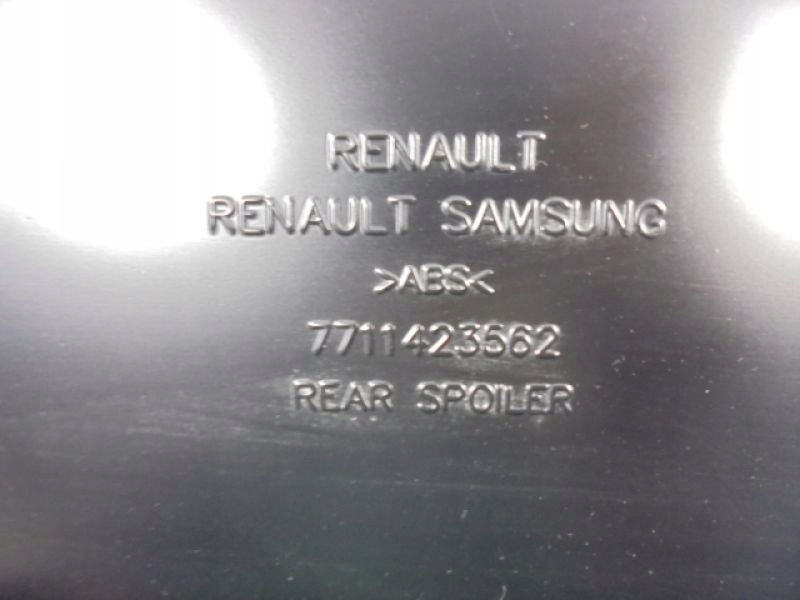 RENAULT
RENAULT SAMSUNG
>ABS<
7711423562
REAR SPOILER